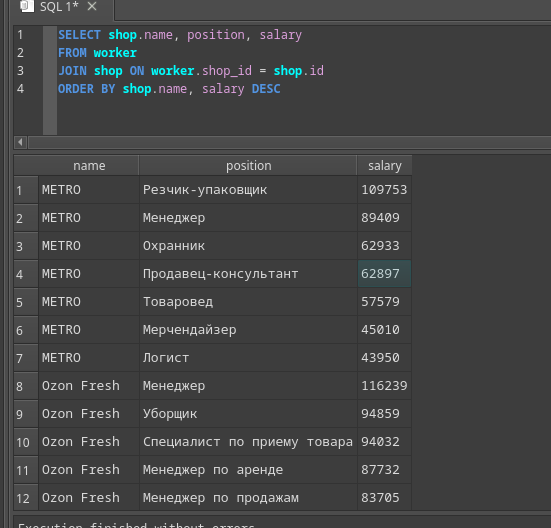 SQL 1*
1 SELECT shop.name, position, salary
2 FROM worker
3 JOIN shop ON worker.shop_id = shop.id
4 ORDER BY shop.name, salary DESC
name position salary
1 METRO Резчик-упаковщик 109753
2 METRO Менеджер 89409
3 METRO Охранник 62933
4 METRO Продавец-консультант 62897
5 METRO Товаровед 57579
6 METRO Мерчендайзер 45010
7 METRO Логист 43950
8 Ozon Fresh Менеджер 116239
9 Ozon Fresh Уборщик 94859
10 Ozon Fresh Специалист по приему товара 94032
11 Ozon Fresh Менеджер по аренде 87732
12 Ozon Fresh Менеджер по продажам 83705
Execution finished without errors.